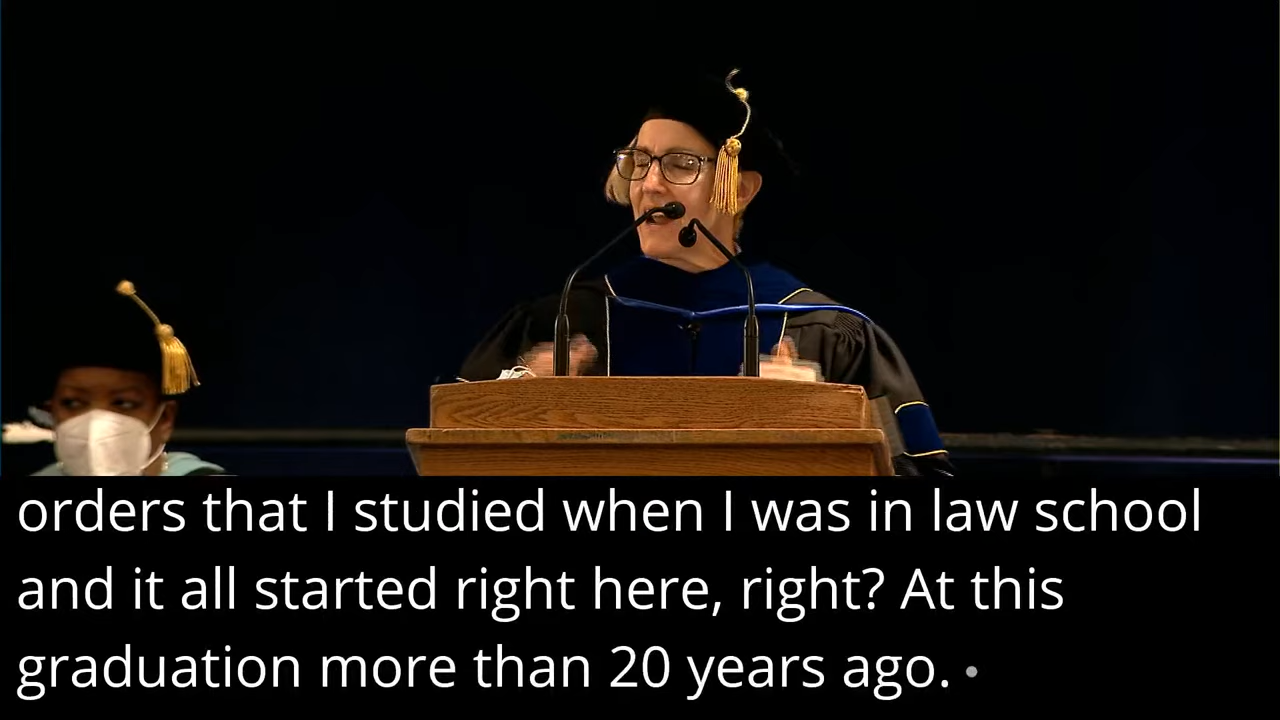 orders that I studied when I was in law school
and it all started right here, right? At this
graduation more than 20 years ago. •